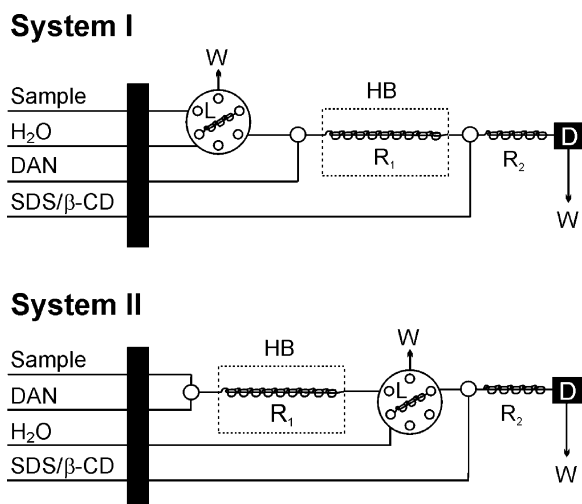 System I
W
HB
Sample
L
H₂O
D
DAN
R₁
R₂
SDS/β-CD
W
System II
W
Sample
HB
L
DAN
D
R₁
R₂
H₂O
SDS/β-CD
W